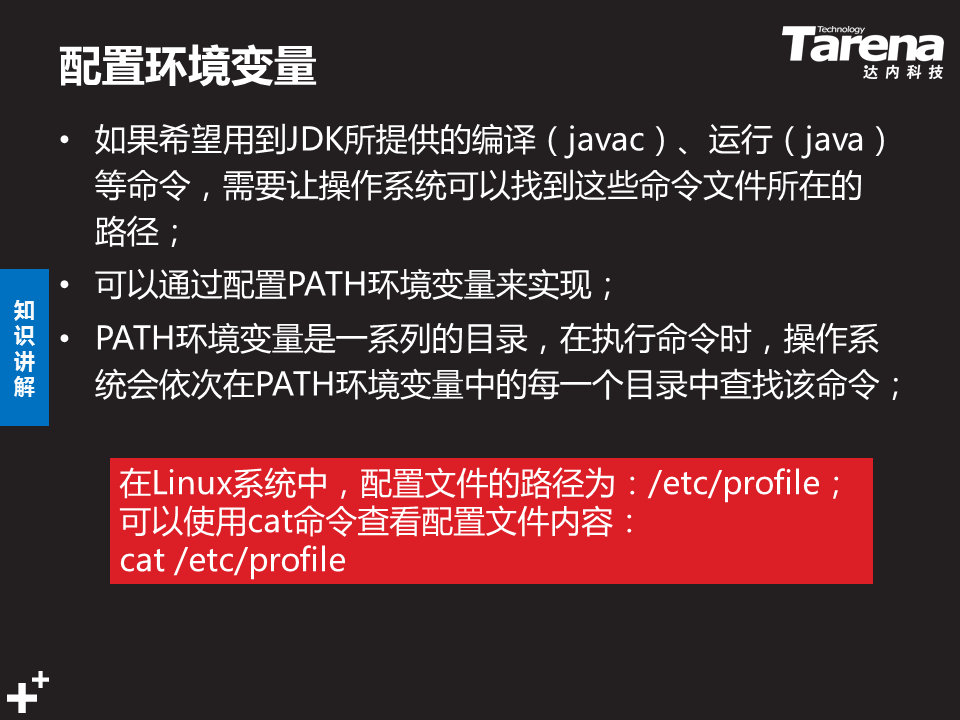 配置环境变量
Technology
Tarena
达内科技
• 如果希望用到JDK所提供的编译（javac）、运行（java）
等命令，需要让操作系统可以找到这些命令文件所在的
路径；
• 可以通过配置PATH环境变量来实现；
• PATH环境变量是一系列的目录，在执行命令时，操作系
统会依次在PATH环境变量中的每一个目录中查找该命令；
知
识
讲
解
在Linux系统中，配置文件的路径为：/etc/profile；
可以使用cat命令查看配置文件内容：
cat /etc/profile